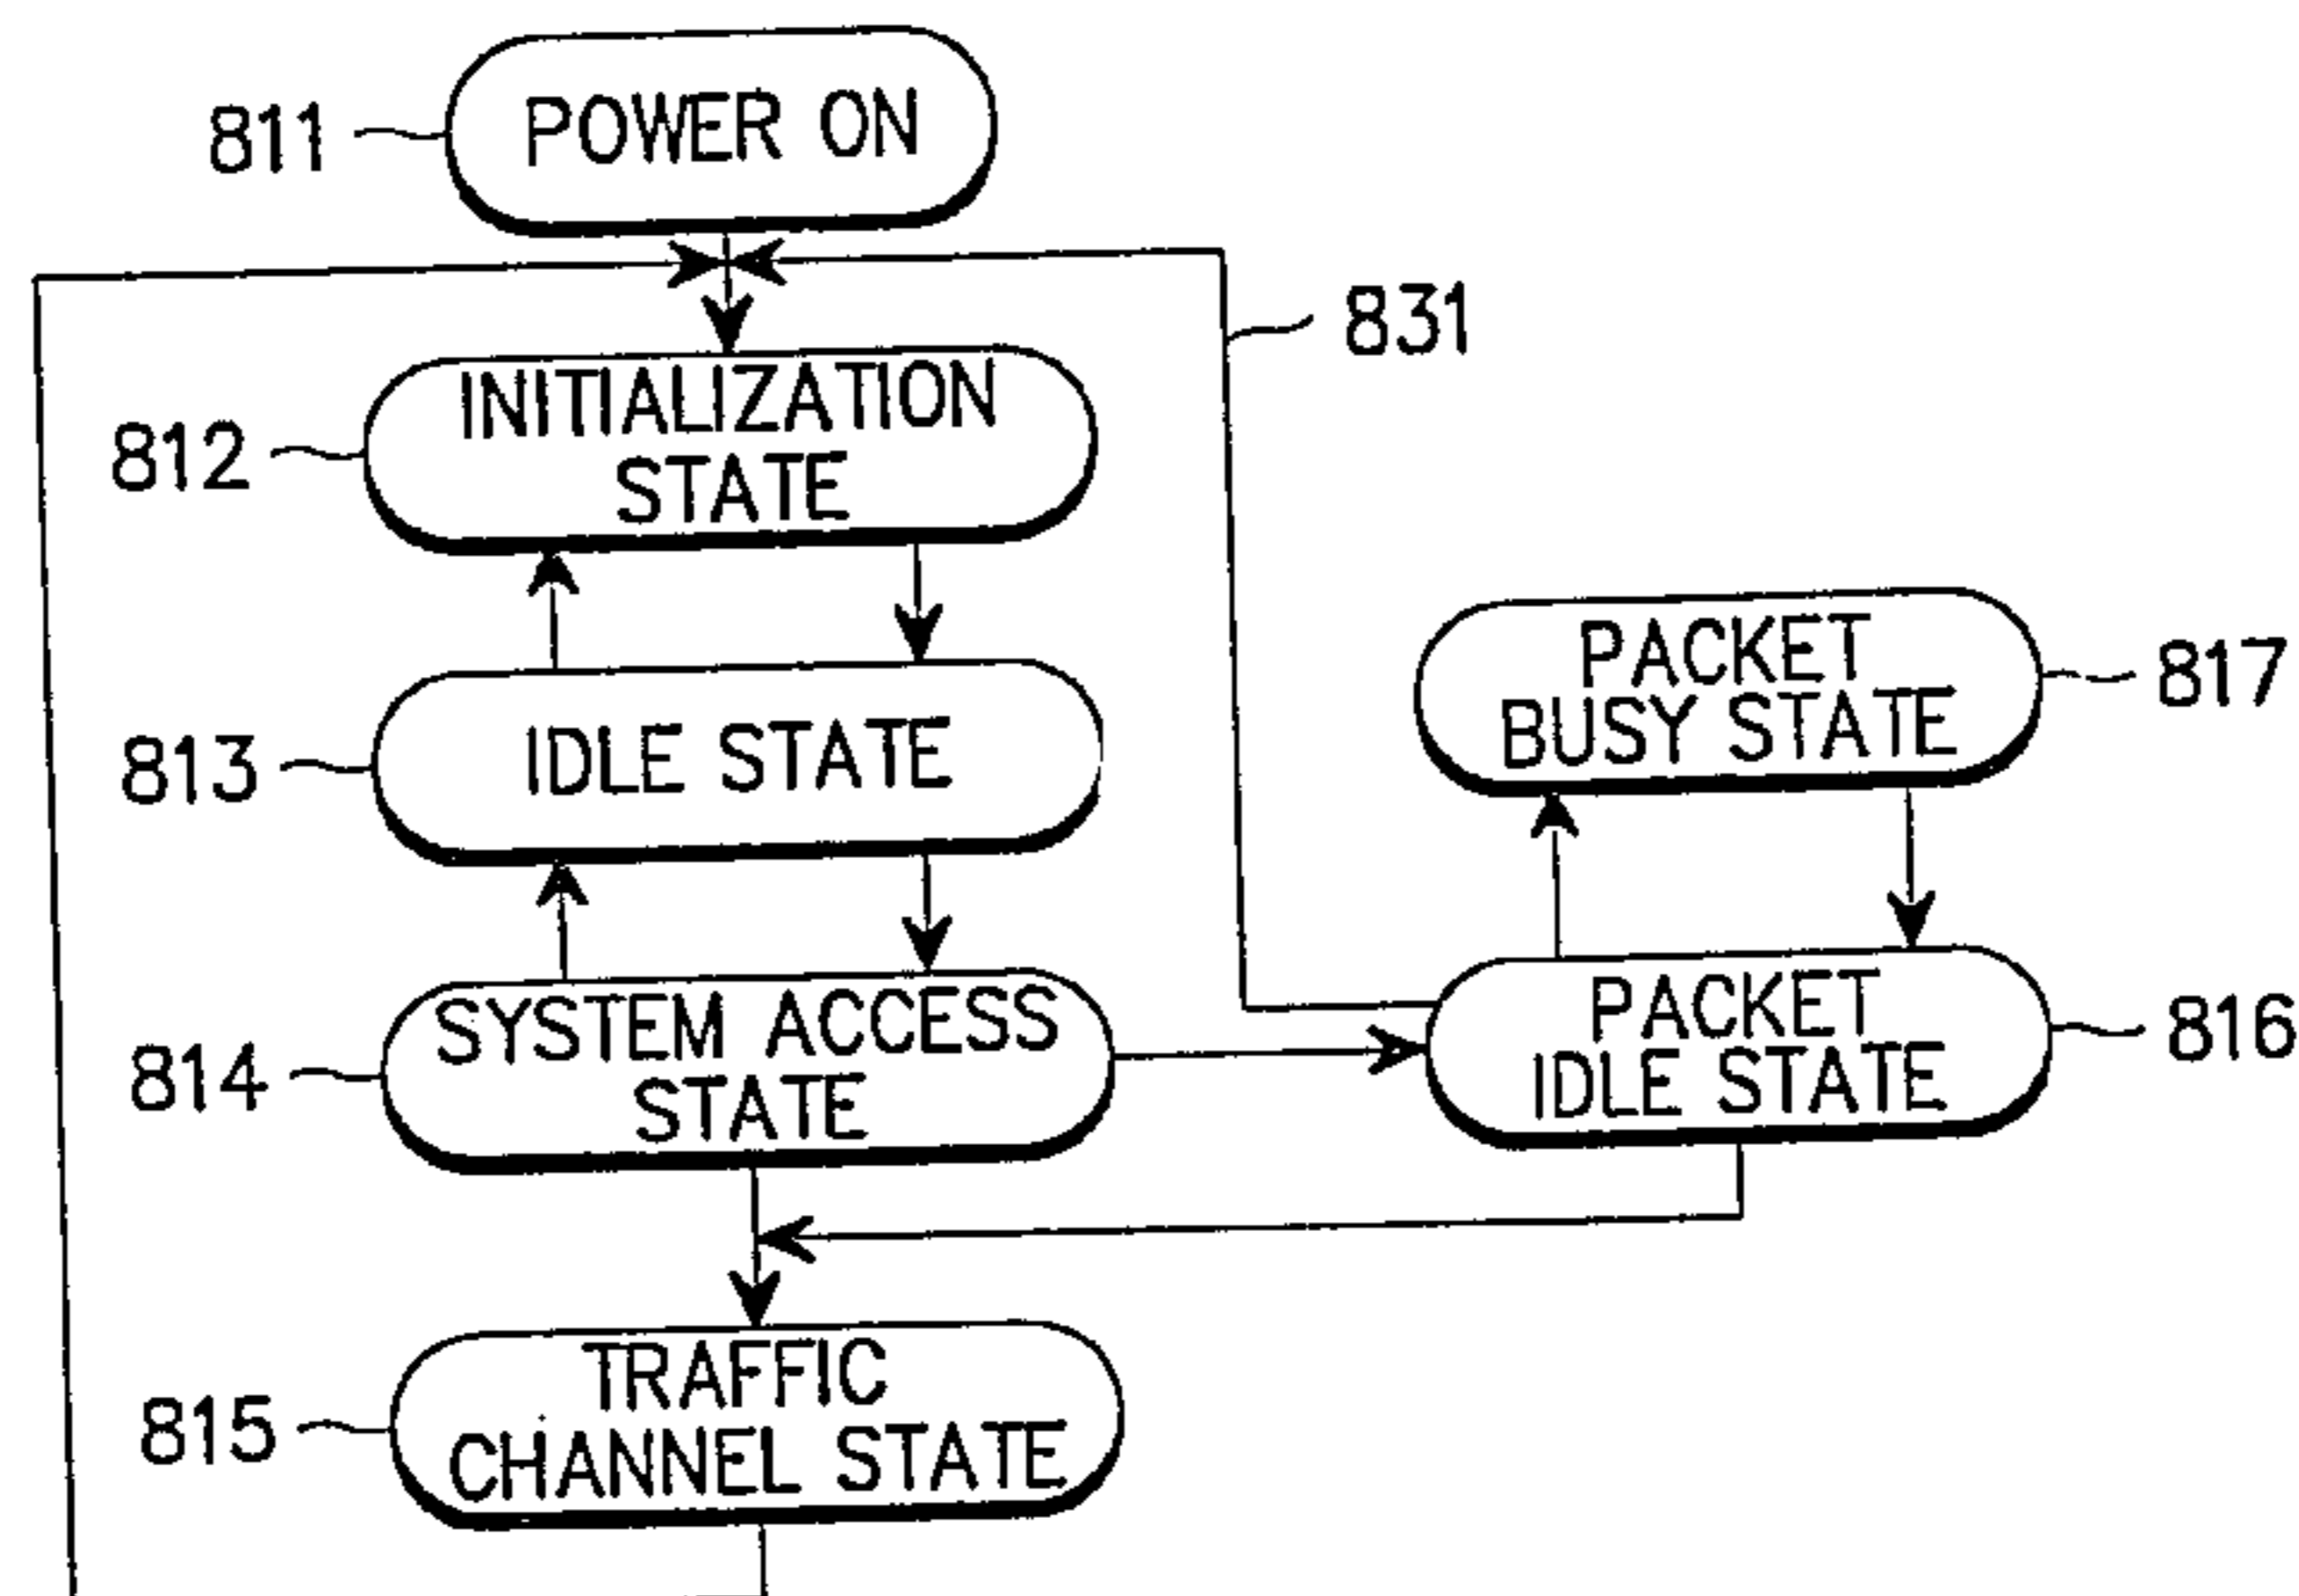 811
POWER ON
831
812
INITIALIZATION
STATE
813
IDLE STATE
PACKET
BUSY STATE
817
814
SYSTEM ACCESS
STATE
PACKET
IDLE STATE
816
815
TRAFFIC
CHANNEL STATE